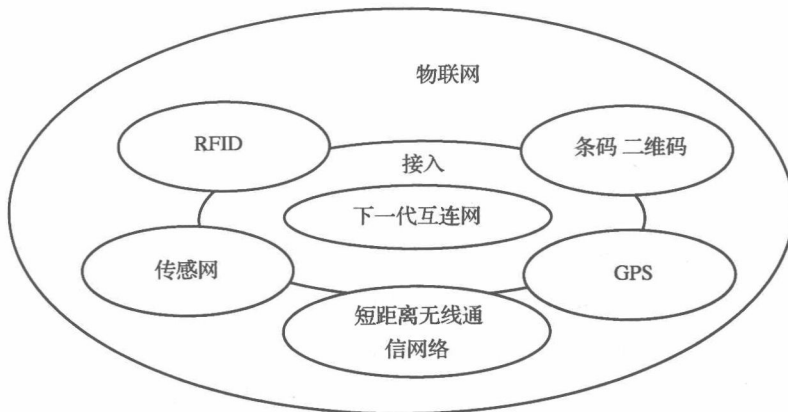 物联网
RFID
条码 二维码
接入
下一代互连网
传感网
GPS
短距离无线通
信网络